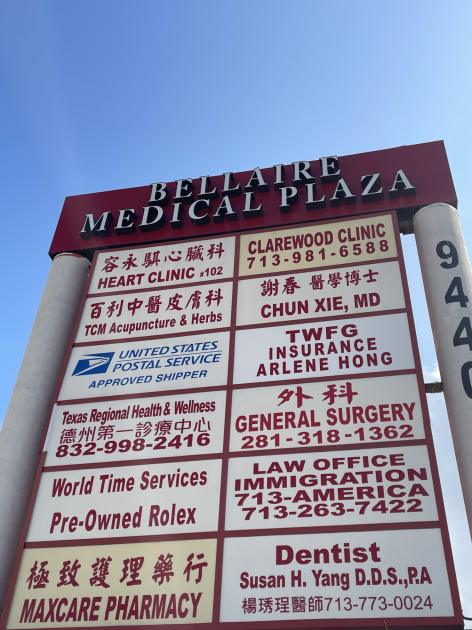 BELLAIRE
MEDICAL PLAZA
容永騏心臟科
HEART CLINIC #102
CLAREWOOD CLINIC
713-981-6588
百利中醫皮膚科
TCM Acupuncture & Herbs
謝春 醫學博士
CHUN XIE, MD
UNITED STATES
POSTAL SERVICE
APPROVED SHIPPER
TWFG
INSURANCE
ARLENE HONG
Texas Regional Health & Wellness
德州第一診療中心
832-998-2416
外科
GENERAL SURGERY
281-318-1362
World Time Services
Pre-Owned Rolex
LAW OFFICE
IMMIGRATION
713-AMERICA
713-263-7422
極致護理藥行
MAXCARE PHARMACY
Dentist
Susan H. Yang D.D.S.,P.A
楊琇珵醫師713-773-0024
9440